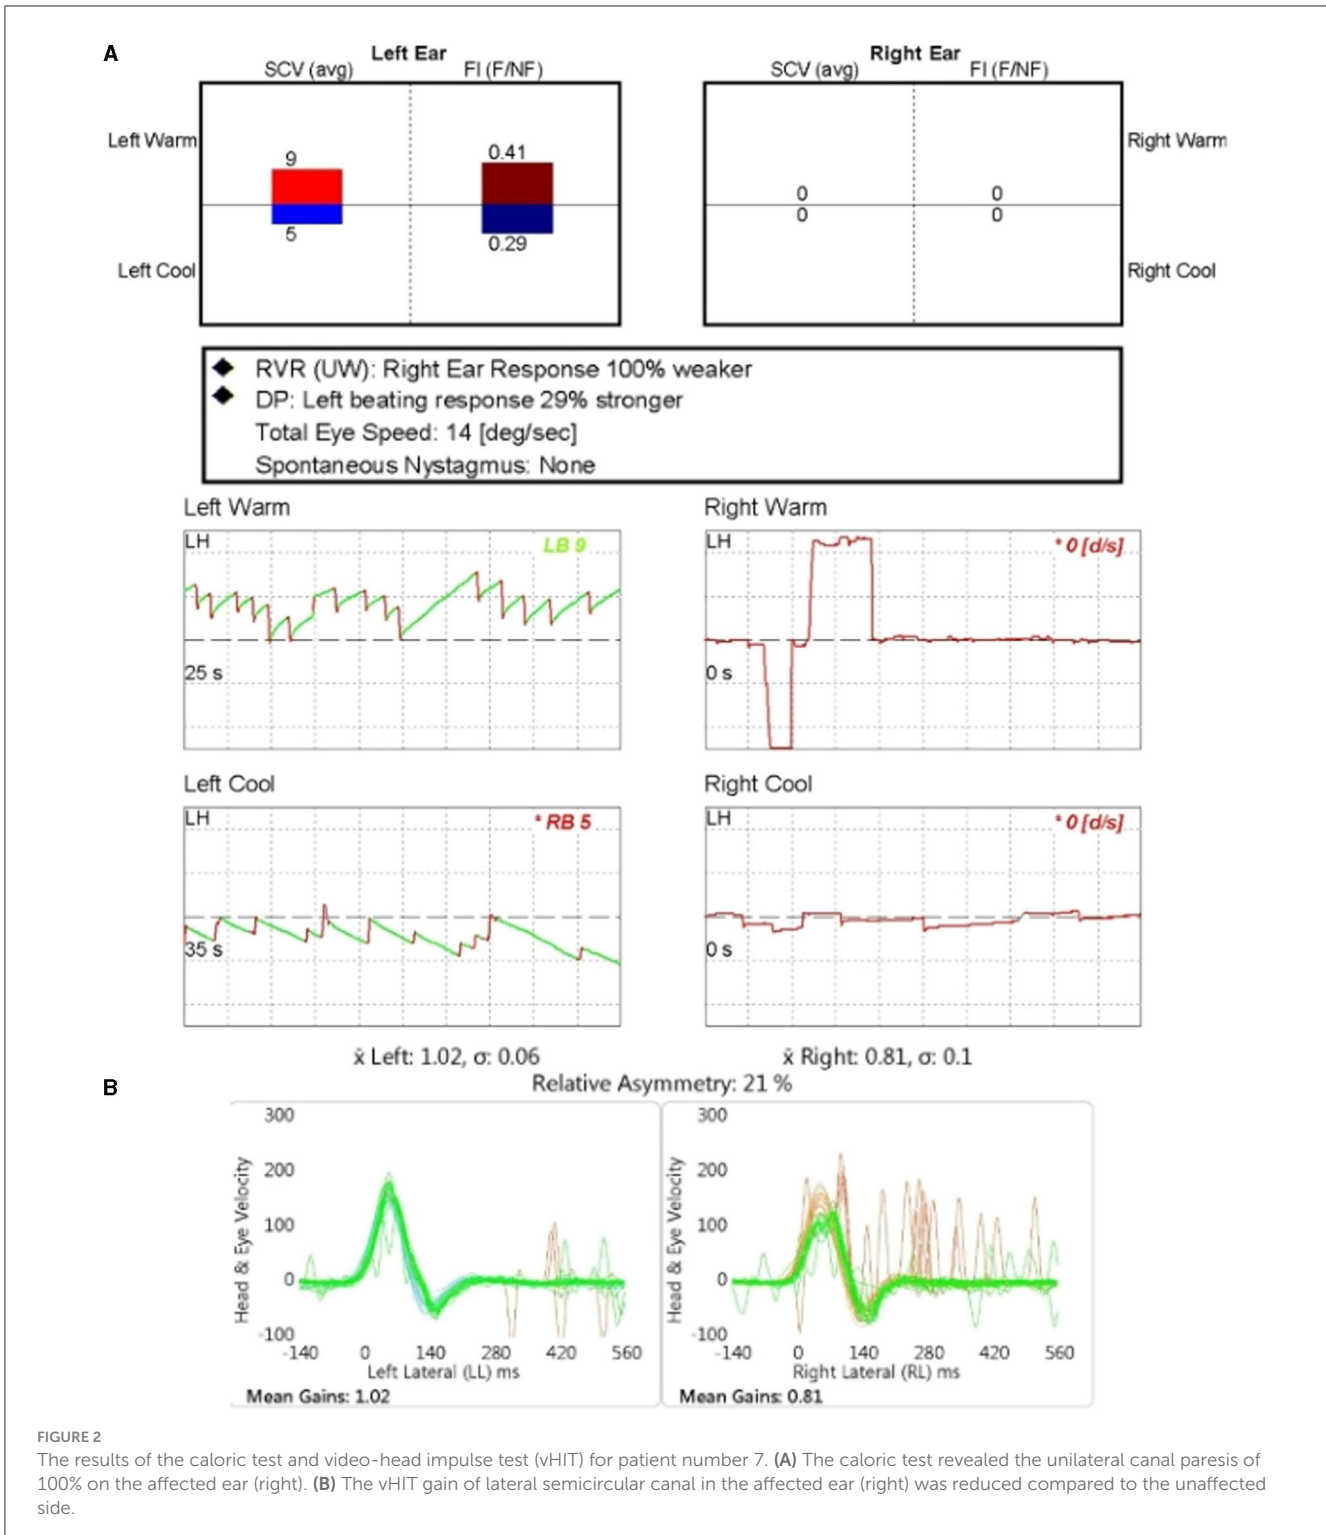 A
Left Ear
SCV (avg) FI (F/NF)
Right Ear
SCV (avg) FI (F/NF)
Left Warm
9 0.41
5 0.29
Left Cool
Right Warm
0 0
0 0
Right Cool
RVR (UW): Right Ear Response 100% weaker
DP: Left beating response 29% stronger
Total Eye Speed: 14 [deg/sec]
Spontaneous Nystagmus: None
Left Warm
LH LB 9
25 s
Right Warm
LH * 0 [d/s]
0 s
Left Cool
LH * RB 5
35 s
Right Cool
LH * 0 [d/s]
0 s
x̄ Left: 1.02, σ: 0.06 x̄ Right: 0.81, σ: 0.1
B
Relative Asymmetry: 21 %
Head & Eye Velocity
300
200
100
0
-100
-140 0 140 280 420 560
Left Lateral (LL) ms
Mean Gains: 1.02
Head & Eye Velocity
300
200
100
0
-100
-140 0 140 280 420 560
Right Lateral (RL) ms
Mean Gains: 0.81
FIGURE 2
The results of the caloric test and video-head impulse test (vHIT) for patient number 7. (A) The caloric test revealed the unilateral canal paresis of
100% on the affected ear (right). (B) The vHIT gain of lateral semicircular canal in the affected ear (right) was reduced compared to the unaffected
side.